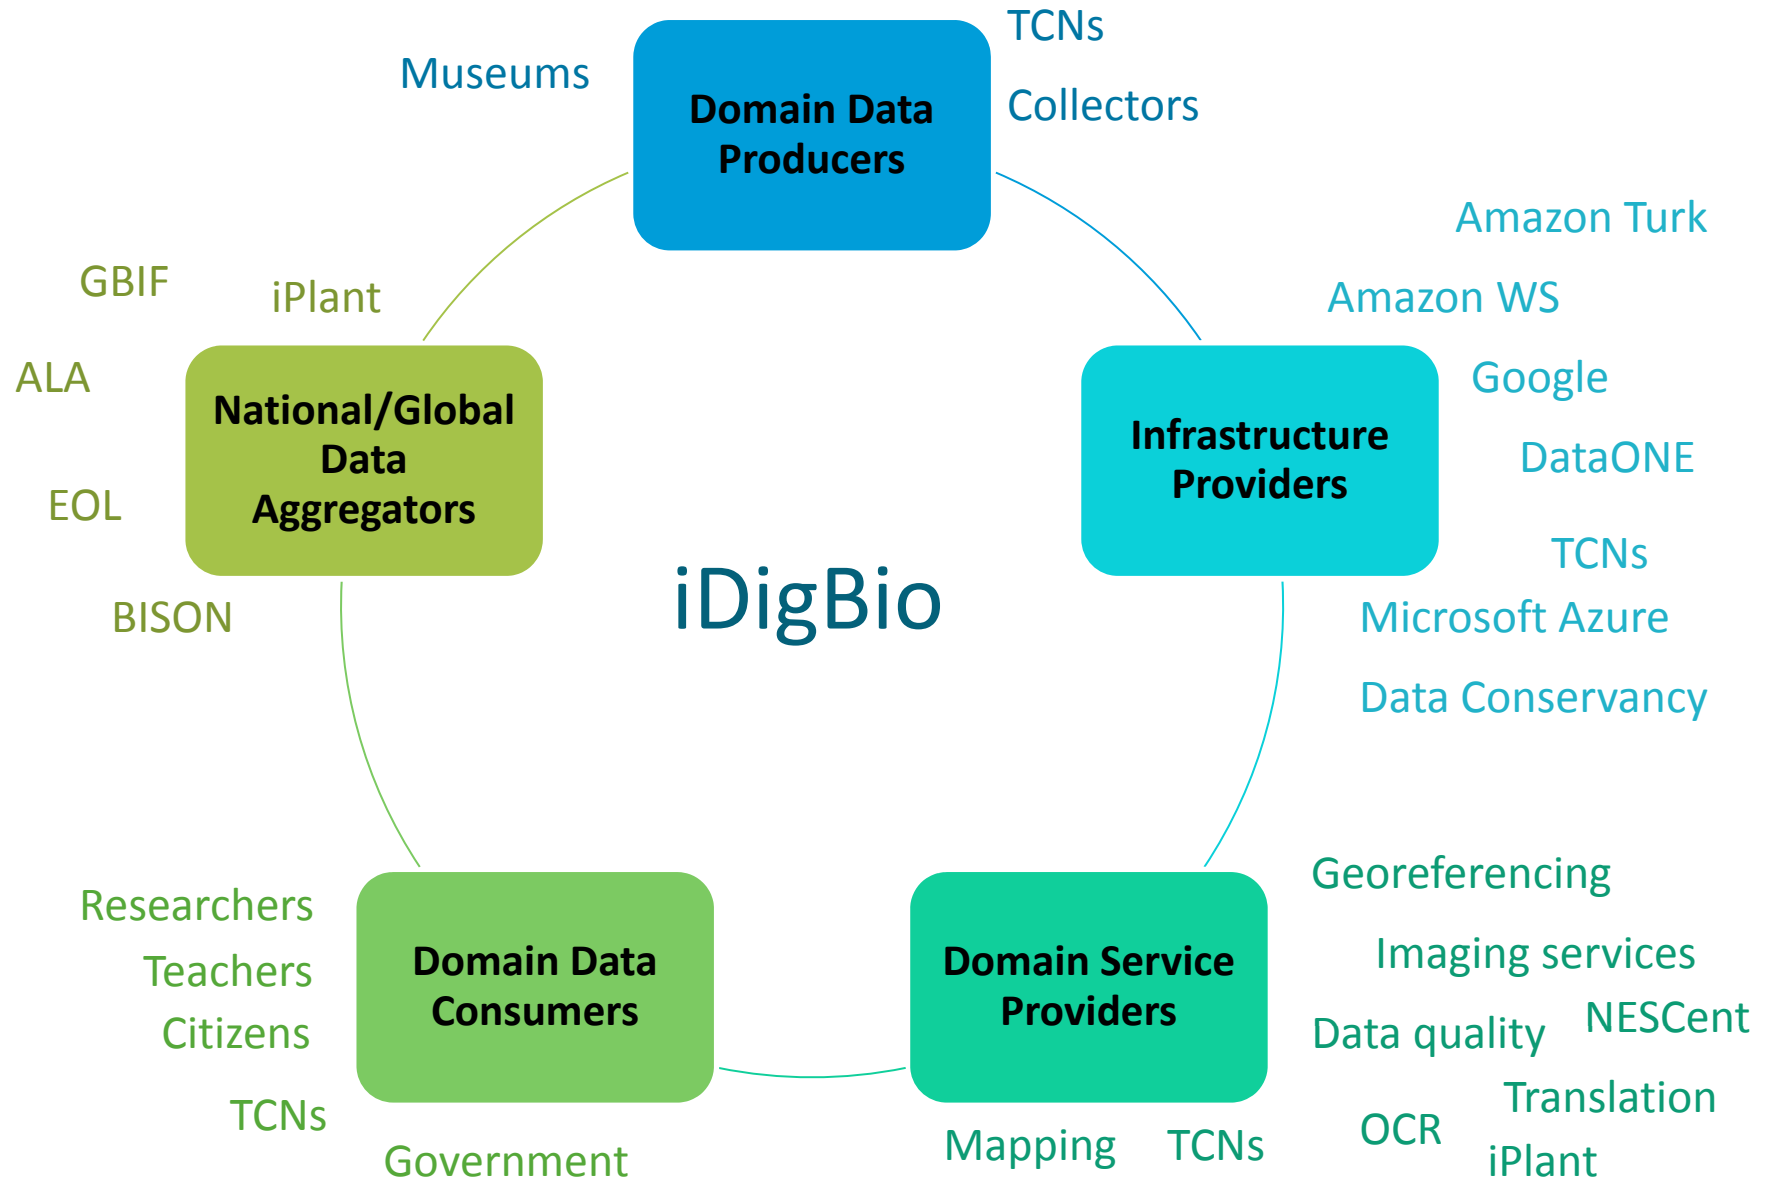 TCNs
Museums
Collectors
Domain Data
Producers
Amazon Turk
Amazon WS
Google
DataONE
TCNs
Microsoft Azure
Data Conservancy
Infrastructure
Providers
GBIF
iPlant
ALA
EOL
BISON
National/Global
Data
Aggregators
iDigBio
Researchers
Teachers
Citizens
TCNs
Government
Domain Data
Consumers
Domain Service
Providers
Georeferencing
Imaging services
NESCent
Data quality
Translation
OCR
iPlant
Mapping
TCNs